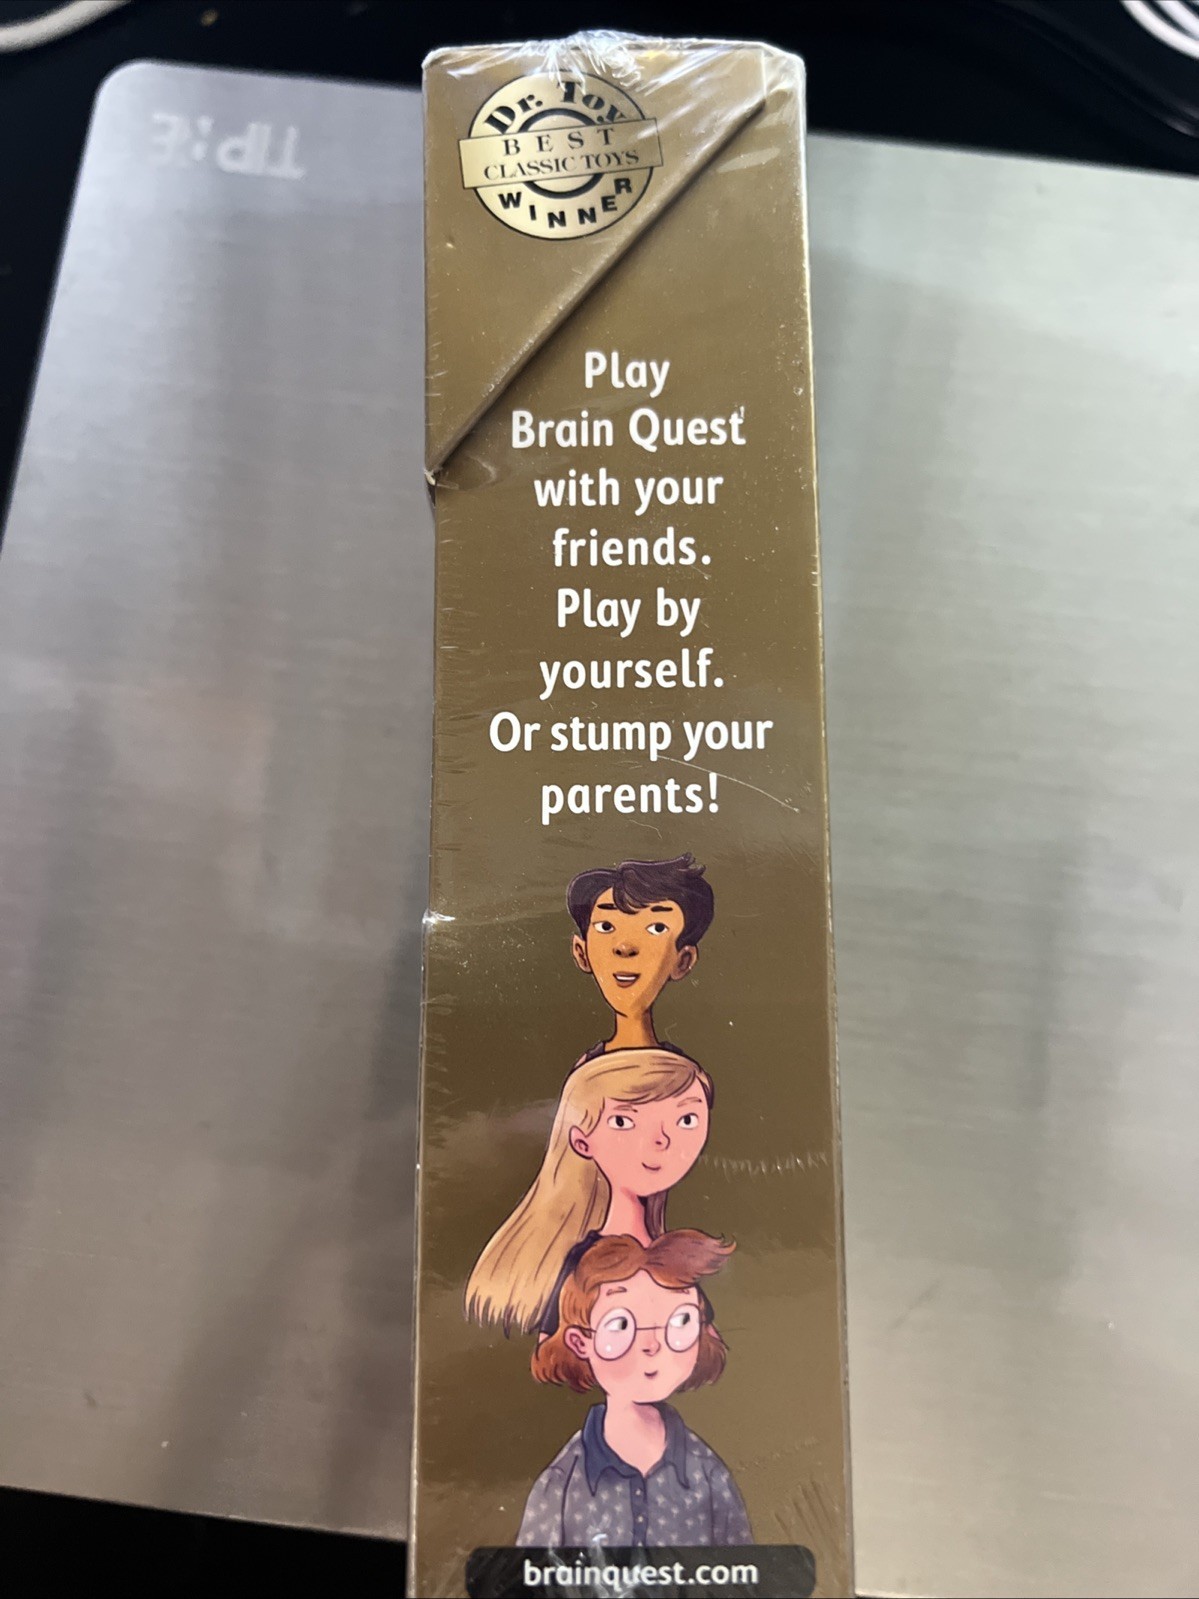 Dr. Toy
BEST
CLASSIC TOYS
WINNER
Play
Brain Quest
with your
friends.
Play by
yourself.
Or stump your
parents!
brainquest.com